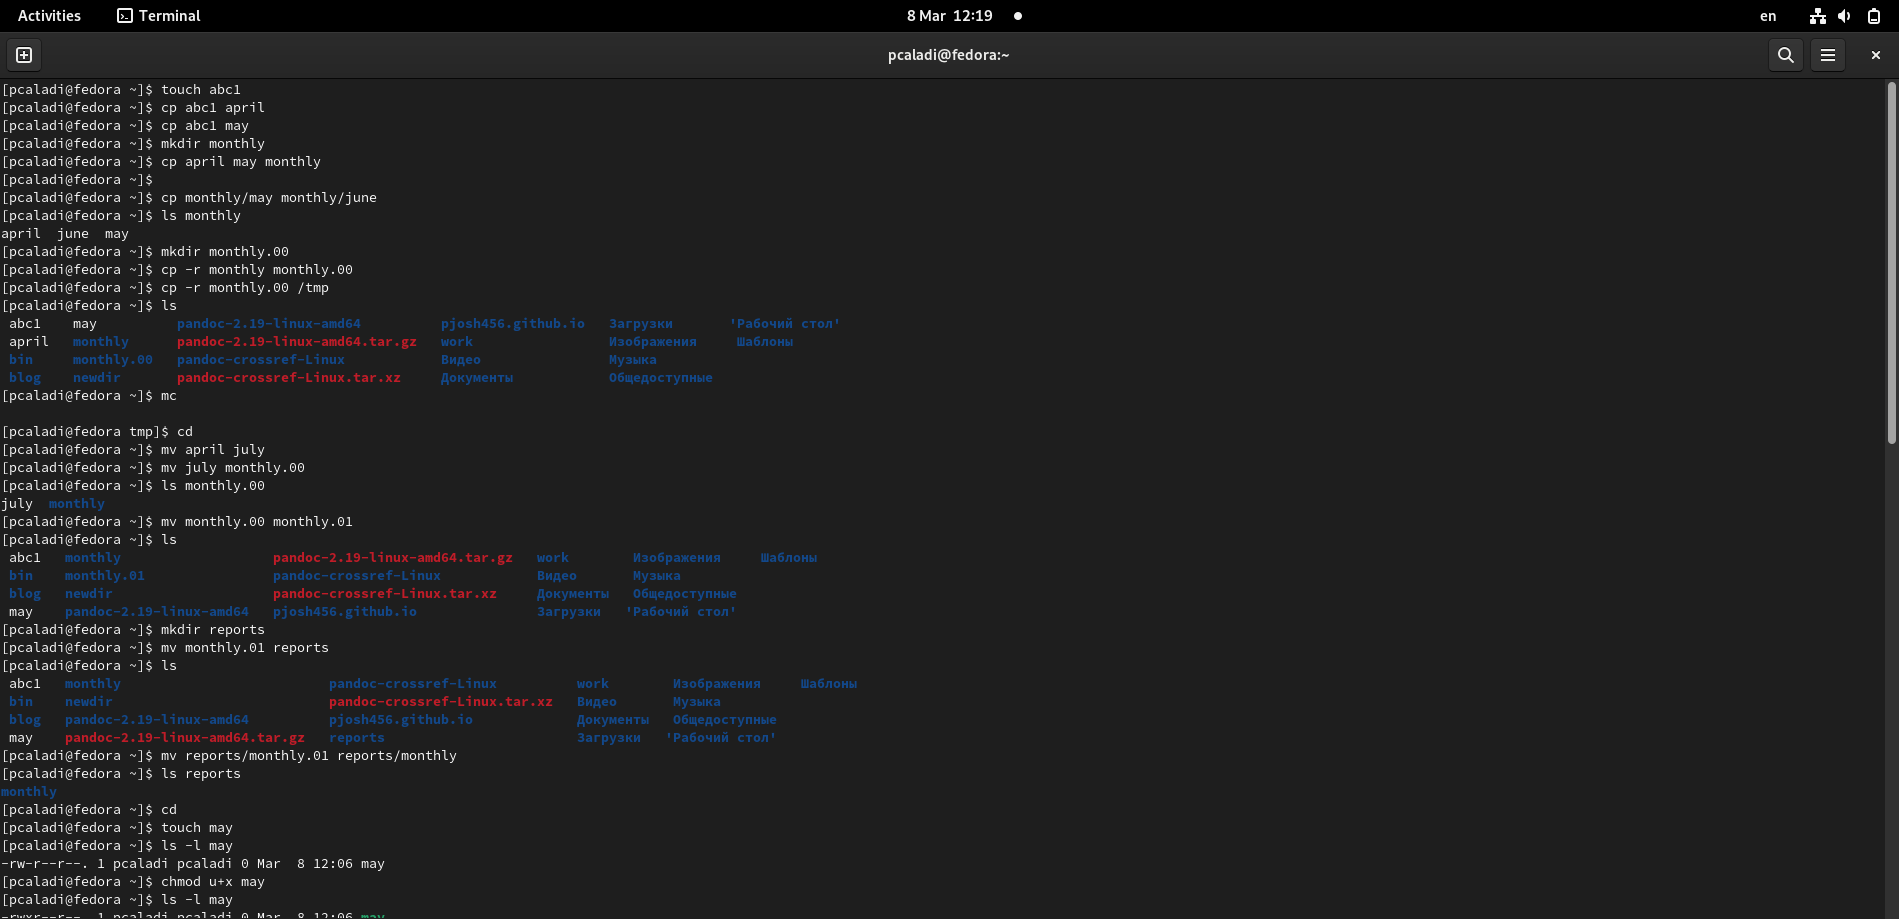 Activities Terminal 8 Mar 12:19 en
pcaladi@fedora:~
[pcaladi@fedora ~]$ touch abc1
[pcaladi@fedora ~]$ cp abc1 april
[pcaladi@fedora ~]$ cp abc1 may
[pcaladi@fedora ~]$ mkdir monthly
[pcaladi@fedora ~]$ cp april may monthly
[pcaladi@fedora ~]$
[pcaladi@fedora ~]$ cp monthly/may monthly/june
[pcaladi@fedora ~]$ ls monthly
april june may
[pcaladi@fedora ~]$ mkdir monthly.00
[pcaladi@fedora ~]$ cp -r monthly monthly.00
[pcaladi@fedora ~]$ cp -r monthly.00 /tmp
[pcaladi@fedora ~]$ ls
abc1 may pandoc-2.19-linux-amd64 pjosh456.github.io Загрузки 'Рабочий стол'
april monthly pandoc-2.19-linux-amd64.tar.gz work Изображения Шаблоны
bin monthly.00 pandoc-crossref-Linux Видео Музыка
blog newdir pandoc-crossref-Linux.tar.xz Документы Общедоступные
[pcaladi@fedora ~]$ mc
[pcaladi@fedora tmp]$ cd
[pcaladi@fedora ~]$ mv april july
[pcaladi@fedora ~]$ mv july monthly.00
[pcaladi@fedora ~]$ ls monthly.00
july monthly
[pcaladi@fedora ~]$ mv monthly.00 monthly.01
[pcaladi@fedora ~]$ ls
abc1 monthly pandoc-2.19-linux-amd64.tar.gz work Изображения Шаблоны
bin monthly.01 pandoc-crossref-Linux Видео Музыка
blog newdir pandoc-crossref-Linux.tar.xz Документы Общедоступные
may pandoc-2.19-linux-amd64 pjosh456.github.io Загрузки 'Рабочий стол'
[pcaladi@fedora ~]$ mkdir reports
[pcaladi@fedora ~]$ mv monthly.01 reports
[pcaladi@fedora ~]$ ls
abc1 monthly pandoc-crossref-Linux work Изображения Шаблоны
bin newdir pandoc-crossref-Linux.tar.xz Видео Музыка
blog pandoc-2.19-linux-amd64 pjosh456.github.io Документы Общедоступные
may pandoc-2.19-linux-amd64.tar.gz reports Загрузки 'Рабочий стол'
[pcaladi@fedora ~]$ mv reports/monthly.01 reports/monthly
[pcaladi@fedora ~]$ ls reports
monthly
[pcaladi@fedora ~]$ cd
[pcaladi@fedora ~]$ touch may
[pcaladi@fedora ~]$ ls -l may
-rw-r--r--. 1 pcaladi pcaladi 0 Mar 8 12:06 may
[pcaladi@fedora ~]$ chmod u+x may
[pcaladi@fedora ~]$ ls -l may
-rwxr--r--. 1 pcaladi pcaladi 0 Mar 8 12:06 may